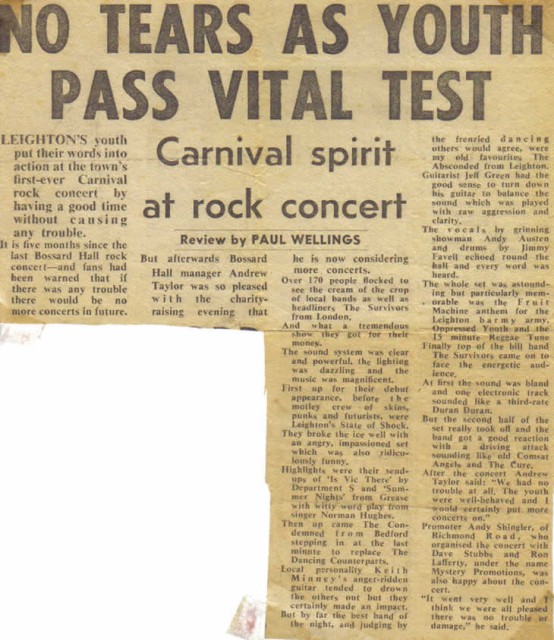 NO TEARS AS YOUTH
PASS VITAL TEST
Carnival spirit
at rock concert
Review by PAUL WELLINGS
LEIGHTON'S youth
put their words into
action at the town's
first-ever Carnival
rock concert by
having a good time
without causing
any trouble.
It is five months since the
last Bossard Hall rock
concert—and fans had
been warned that if
there was any trouble
there would be no
more concerts in future.
But afterwards Bossard
Hall manager Andrew
Taylor was so pleased
with the charity-
raising evening that
he is now considering
more concerts.
Over 170 people flocked to
see the cream of the crop
of local bands as well as
headliners, The Survivors
from London.
And what a tremendous
show they got for their
money.
The sound system was clear
and powerful, the lighting
was dazzling and the
music was magnificent.
First up for their debut
appearance, before the
motley crew of skins,
punks and futurists, were
Leighton's State of Shock.
They broke the ice well with
an angry, impassioned set
which was also ridicu-
lously funny.
Highlights were their send-
ups of 'Is Vic There' by
Department S and 'Sum-
mer Nights' from Grease
with witty word play from
singer Norman Hughes.
Then up came The Con-
demned from Bedford
stepping in at the last
minute to replace The
Dancing Counterparts.
Local personality Keith
Minney's anger-ridden
guitar tended to drown
the others out but they
certainly made an impact.
But by far the best band of
the night, and judging by
the frenzied dancing
others would agree, were
my old favourites The
Absconded from Leighton.
Guitarist Jeff Green had the
good sense to turn down
his guitar to balance the
sound which was played
with raw aggression and
clarity.
The vocals by grinning
showman Andy Austen
and drums by Jimmy
Favell echoed round the
hall and every word was
heard.
The whole set was astound-
ing but particularly mem-
orable was the Fruit
Machine anthem for the
Leighton barmy army,
Oppressed Youth and the
15 minute Reggae Tune
Finally top of the bill band
The Survivors came on to
face the energetic aud-
ience.
At first the sound was bland
and one electronic track
sounded like a third-rate
Duran Duran.
But the second half of the
set really took off and the
band got a good reaction
with a driving attack
sounding like old Comsat
Angels and The Cure.
After the concert Andrew
Taylor said: "We had no
trouble at all. The youth
were well-behaved and I
would certainly put more
concerts on."
Promoter Andy Shingler, of
Richmond Road, who
organised the concert with
Dave Stubbs and Ron
Lafferty, under the name
Mystery Promotions, was
also happy about the con-
cert.
"It went very well and I
think we were all pleased
there was no trouble or
damage," he said.